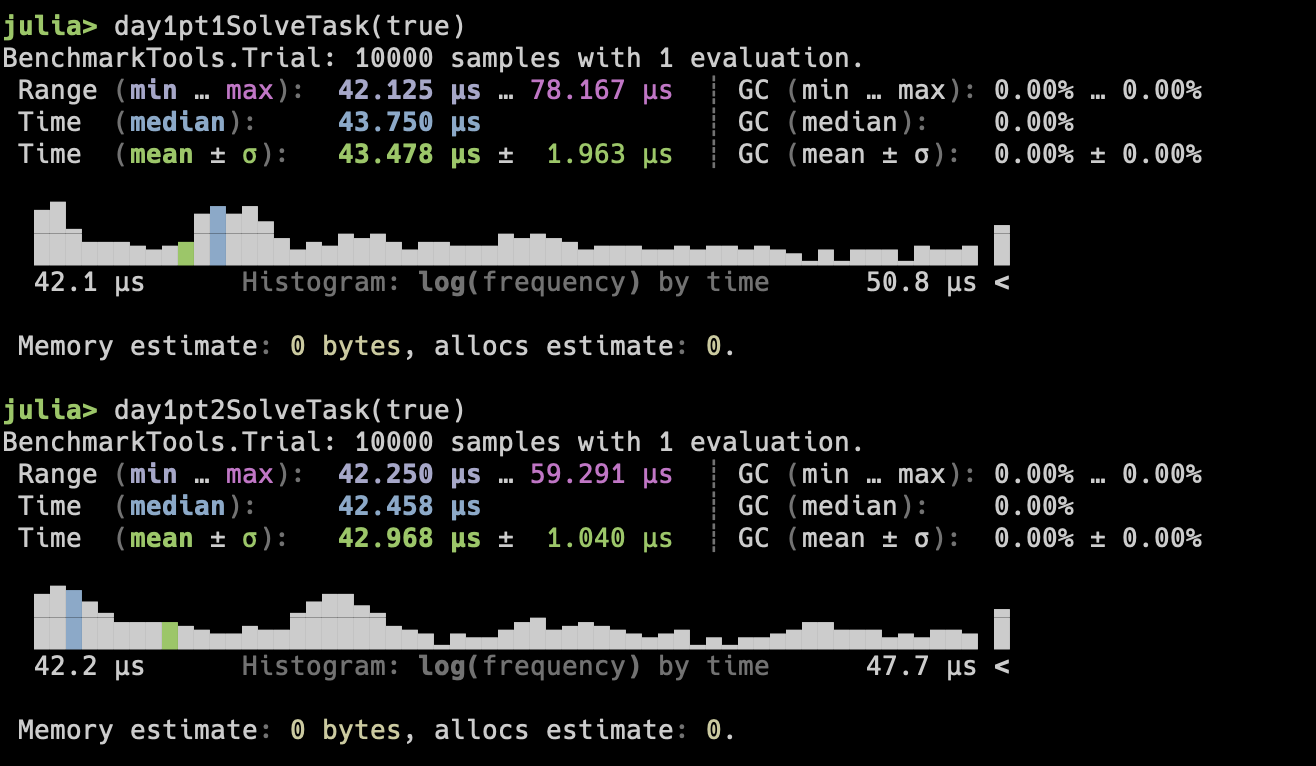 julia> day1pt1SolveTask(true)
BenchmarkTools.Trial: 10000 samples with 1 evaluation.
Range (min … max): 42.125 μs … 78.167 μs ┊ GC (min … max): 0.00% … 0.00%
Time (median): 43.750 μs ┊ GC (median): 0.00%
Time (mean ± σ): 43.478 μs ± 1.963 μs ┊ GC (mean ± σ): 0.00% ± 0.00%
42.1 μs Histogram: log(frequency) by time 50.8 μs <
Memory estimate: 0 bytes, allocs estimate: 0.
julia> day1pt2SolveTask(true)
BenchmarkTools.Trial: 10000 samples with 1 evaluation.
Range (min … max): 42.250 μs … 59.291 μs ┊ GC (min … max): 0.00% … 0.00%
Time (median): 42.458 μs ┊ GC (median): 0.00%
Time (mean ± σ): 42.968 μs ± 1.040 μs ┊ GC (mean ± σ): 0.00% ± 0.00%
42.2 μs Histogram: log(frequency) by time 47.7 μs <
Memory estimate: 0 bytes, allocs estimate: 0.